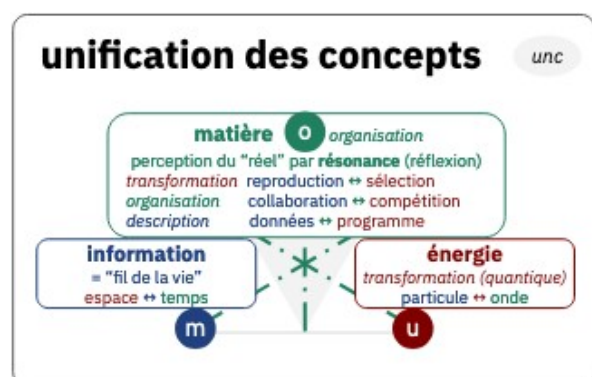 unification des concepts unc
matière o organisation
perception du "réel" par résonance (réflexion)
transformation reproduction ↔ sélection
organisation collaboration ↔ compétition
description données ↔ programme
information
= "fil de la vie"
espace ↔ temps
énergie
transformation (quantique)
particule ↔ onde
m
u